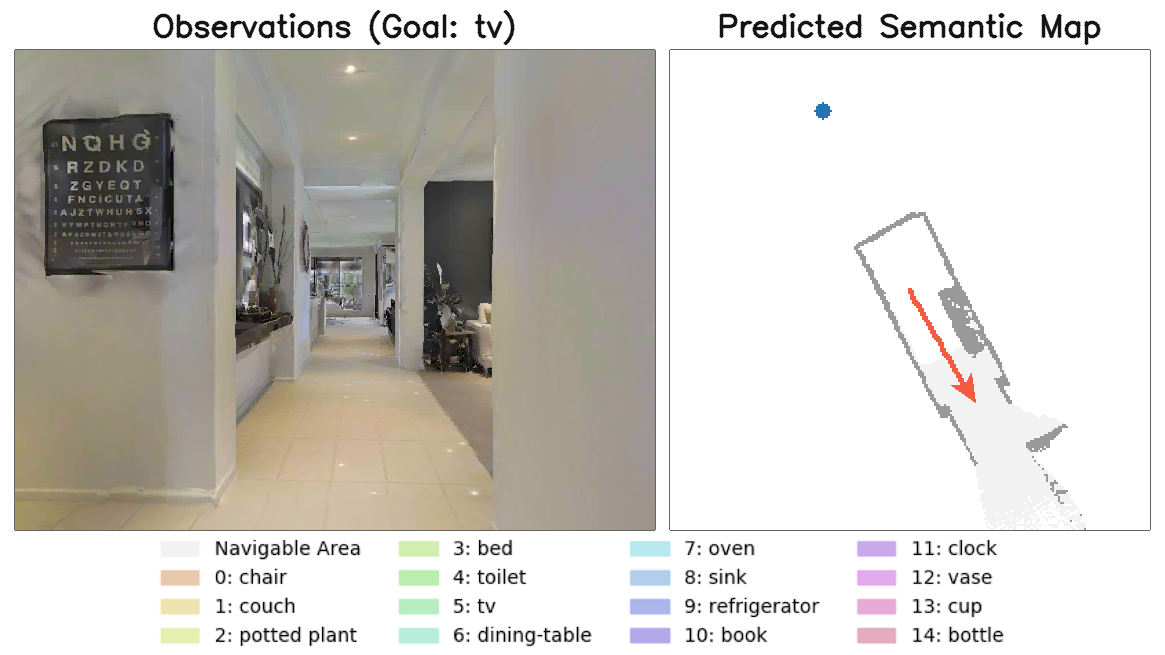 Observations (Goal: tv)
Predicted Semantic Map
NQHG
RZDKD
ZGYEQT
FNCICUTA
AJZTWHUHSX
Navigable Area
0: chair
1: couch
2: potted plant
3: bed
4: toilet
5: tv
6: dining-table
7: oven
8: sink
9: refrigerator
10: book
11: clock
12: vase
13: cup
14: bottle